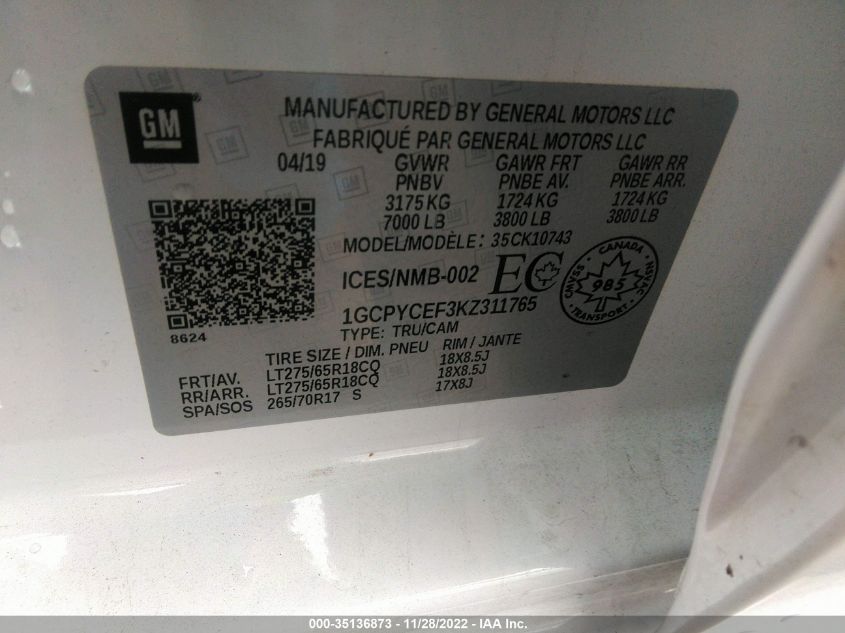 GM
MANUFACTURED BY GENERAL MOTORS LLC
FABRIQUÉ PAR GENERAL MOTORS LLC
04/19 GVWR GAWR FRT GAWR RR
PNBV PNBE AV. PNBE ARR.
3175 KG 1724 KG 1724 KG
7000 LB 3800 LB 3800 LB
MODEL/MODÈLE: 35CK10743
ICES/NMB-002 EC
CANADA
985
CMVSS
NSVAC
1GCPYCEF3KZ311765
8624
TYPE: TRU/CAM
TIRE SIZE / DIM. PNEU RIM / JANTE
FRT/AV. LT275/65R18CQ 18X8.5J
RR/ARR. LT275/65R18CQ 18X8.5J
SPA/SOS 265/70R17 S 17X8J
000-35136873 - 11/28/2022 - IAA Inc.